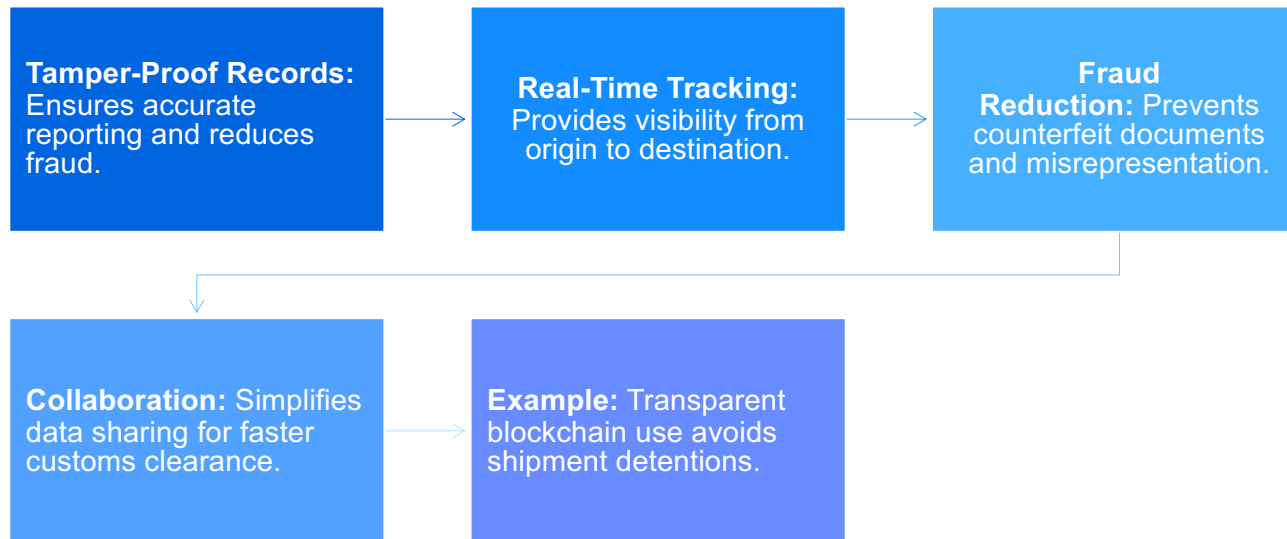 Tamper-Proof Records:
Ensures accurate
reporting and reduces
fraud.
Real-Time Tracking:
Provides visibility from
origin to destination.
Fraud
Reduction: Prevents
counterfeit documents
and misrepresentation.
Collaboration: Simplifies
data sharing for faster
customs clearance.
Example: Transparent
blockchain use avoids
shipment detentions.